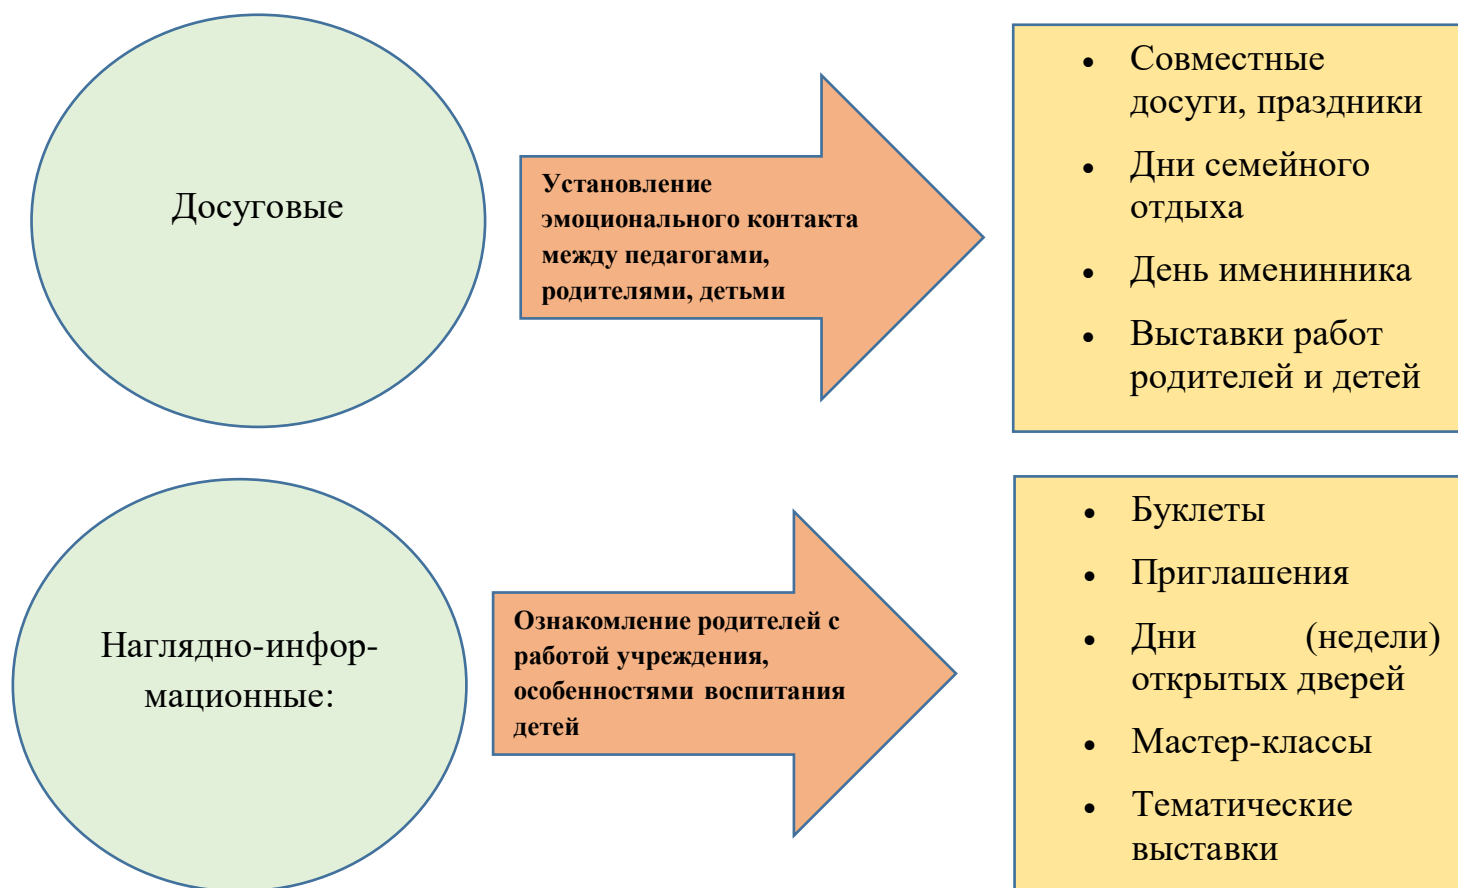 Досуговые
Установление
эмоционального контакта
между педагогами,
родителями, детьми
• Совместные
досуги, праздники
• Дни семейного
отдыха
• День именинника
• Выставки работ
родителей и детей
Наглядно-инфор-
мационные:
Ознакомление родителей с
работой учреждения,
особенностями воспитания
детей
• Буклеты
• Приглашения
• Дни (недели)
открытых дверей
• Мастер-классы
• Тематические
выставки